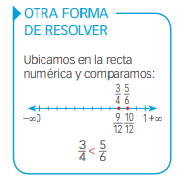 OTRA FORMA
DE RESOLVER
Ubicamos en la recta
numérica y comparamos:
3/4 5/6
-∞0 9/12 10/12 1+∞
3/4 < 5/6